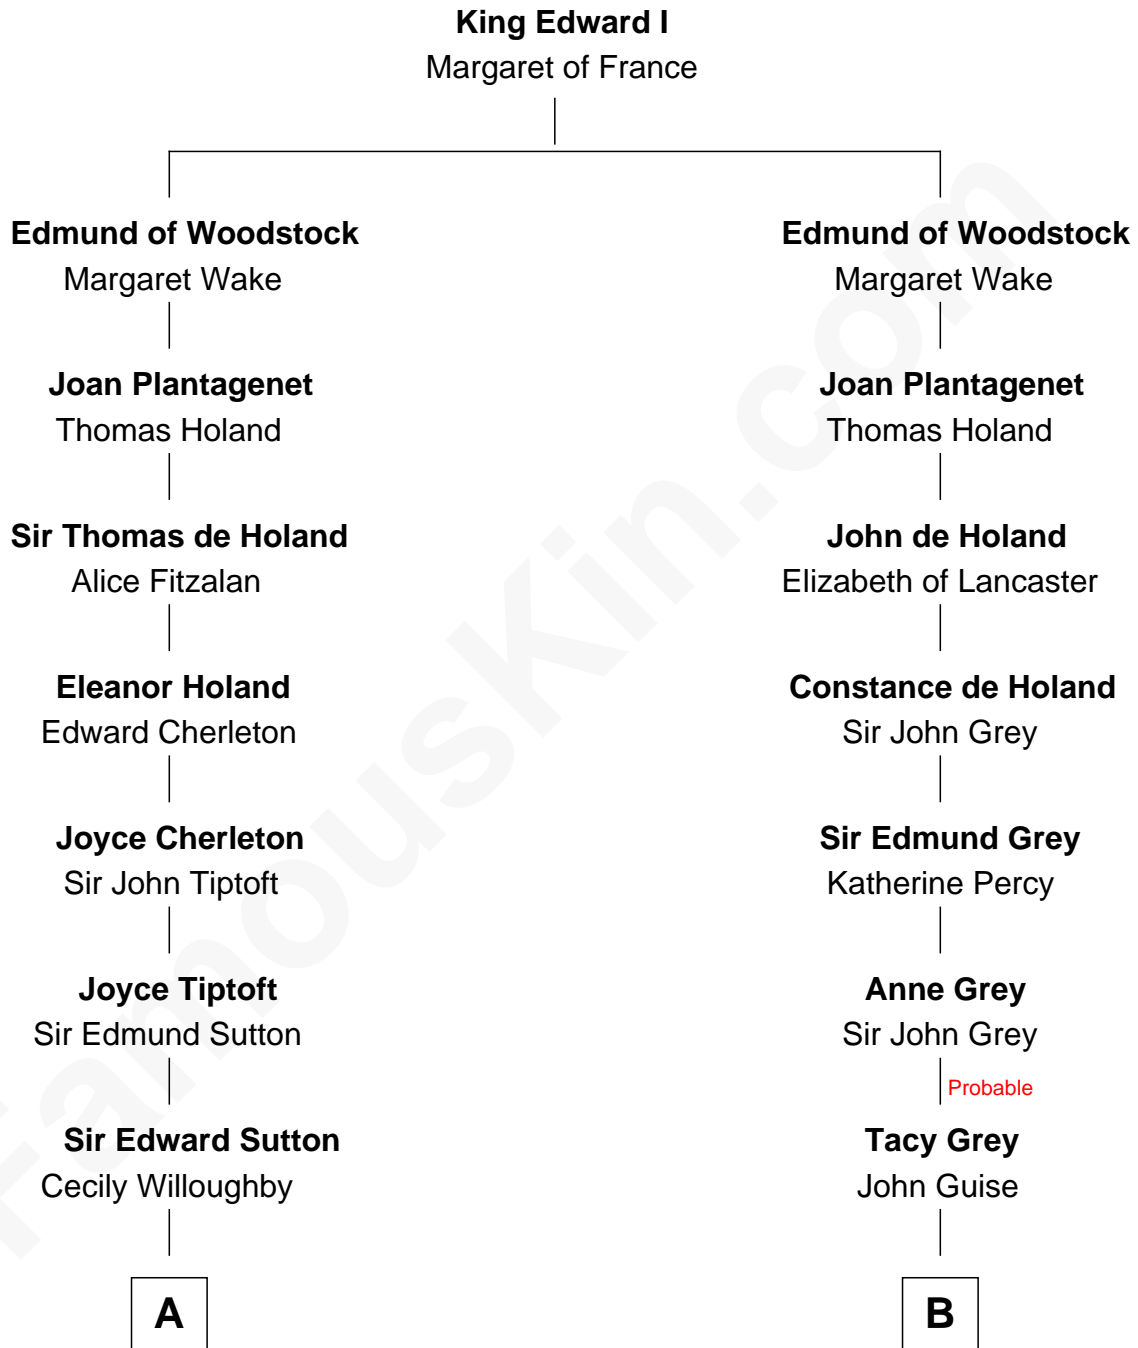 King Edward I
Margaret of France
Edmund of Woodstock
Margaret Wake
Joan Plantagenet
Thomas Holand
Sir Thomas de Holand
Alice Fitzalan
Eleanor Holand
Edward Cherleton
Joyce Cherleton
Sir John Tiptoft
Joyce Tiptoft
Sir Edmund Sutton
Sir Edward Sutton
Cecily Willoughby
A
Edmund of Woodstock
Margaret Wake
Joan Plantagenet
Thomas Holand
John de Holand
Elizabeth of Lancaster
Constance de Holand
Sir John Grey
Sir Edmund Grey
Katherine Percy
Anne Grey
Sir John Grey
Probable
Tacy Grey
John Guise
B
FamousKin.com